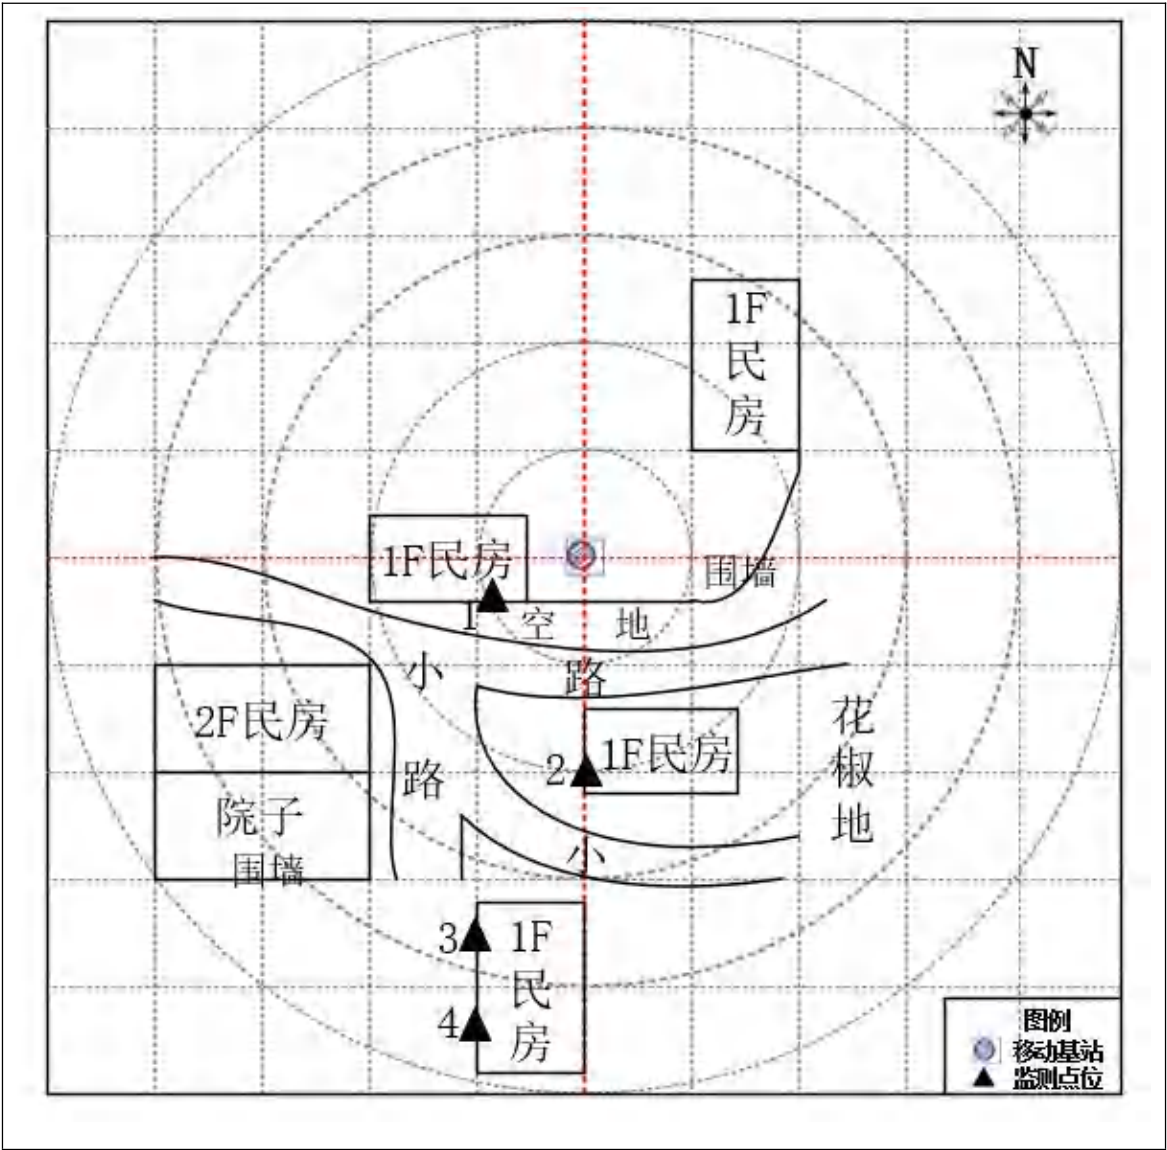 N
1F
民
房
1F民房
围墙
1
空 地
小 路
2F民房
花
椒
地
2
1F民房
路
院子
围墙
小
3
1F
民
房
4
图例
移动基站
监测点位